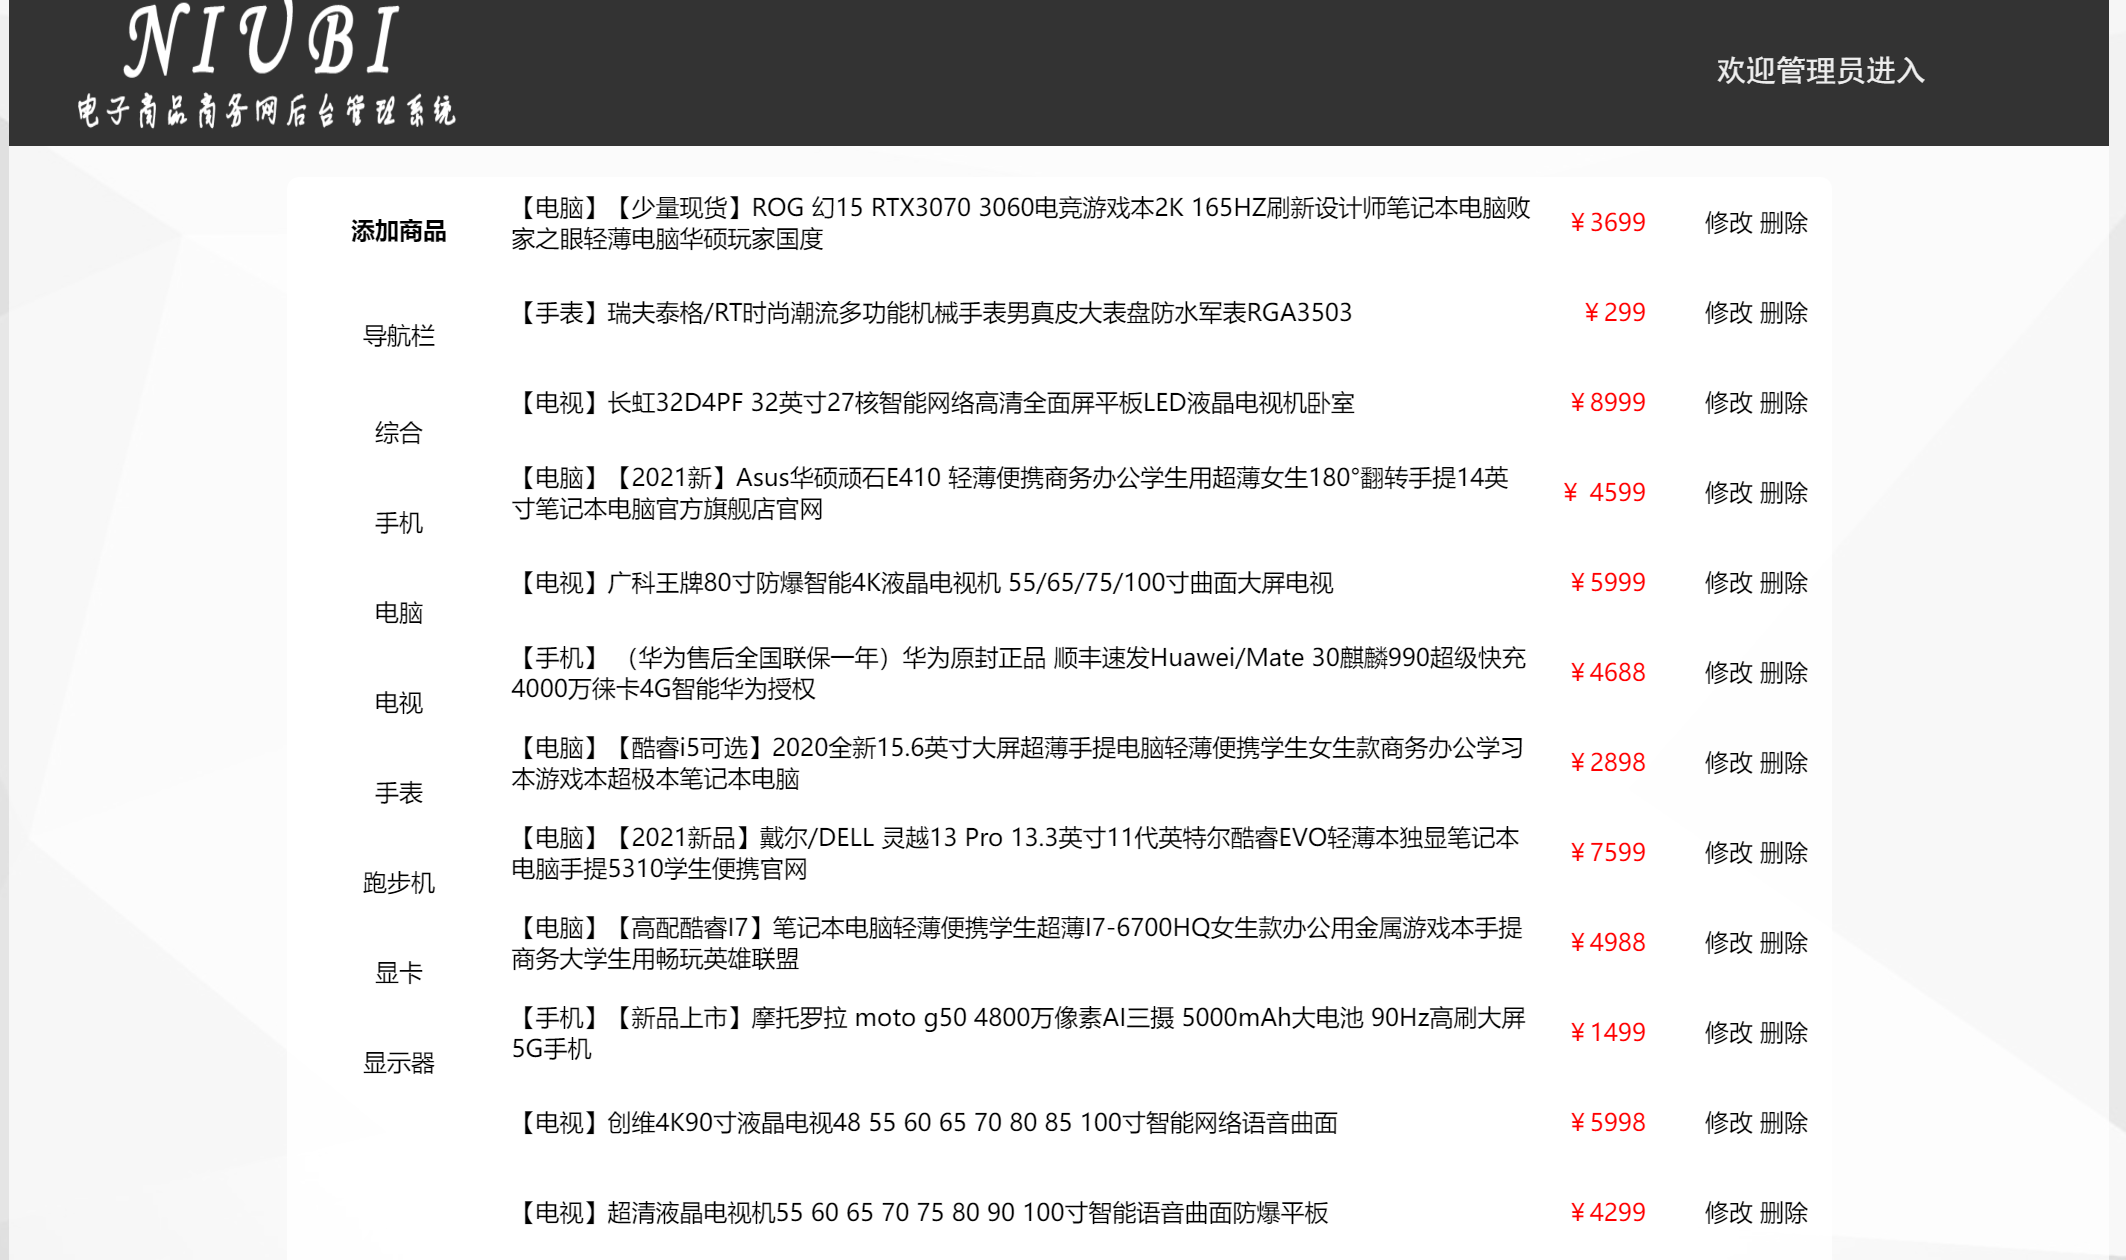 NIUBI
电子商品商务网后台管理系统
欢迎管理员进入
添加商品
导航栏
综合
手机
电脑
电视
手表
跑步机
显卡
显示器
【电脑】【少量现货】ROG 幻15 RTX3070 3060电竞游戏本2K 165HZ刷新设计师笔记本电脑败
家之眼轻薄电脑华硕玩家国度
¥3699 修改 删除
【手表】瑞夫泰格/RT时尚潮流多功能机械手表男真皮大表盘防水军表RGA3503
¥299 修改 删除
【电视】长虹32D4PF 32英寸27核智能网络高清全面屏平板LED液晶电视机卧室
¥8999 修改 删除
【电脑】【2021新】Asus华硕顽石E410 轻薄便携商务办公学生用超薄女生180°翻转手提14英
寸笔记本电脑官方旗舰店官网
¥ 4599 修改 删除
【电视】广科王牌80寸防爆智能4K液晶电视机 55/65/75/100寸曲面大屏电视
¥5999 修改 删除
【手机】（华为售后全国联保一年）华为原封正品 顺丰速发Huawei/Mate 30麒麟990超级快充
4000万徕卡4G智能华为授权
¥4688 修改 删除
【电脑】【酷睿i5可选】2020全新15.6英寸大屏超薄手提电脑轻薄便携学生女生款商务办公学习
本游戏本超极本笔记本电脑
¥2898 修改 删除
【电脑】【2021新品】戴尔/DELL 灵越13 Pro 13.3英寸11代英特尔酷睿EVO轻薄本独显笔记本
电脑手提5310学生便携官网
¥7599 修改 删除
【电脑】【高配酷睿I7】笔记本电脑轻薄便携学生超薄I7-6700HQ女生款办公用金属游戏本手提
商务大学生用畅玩英雄联盟
¥4988 修改 删除
【手机】【新品上市】摩托罗拉 moto g50 4800万像素AI三摄 5000mAh大电池 90Hz高刷大屏
5G手机
¥1499 修改 删除
【电视】创维4K90寸液晶电视48 55 60 65 70 80 85 100寸智能网络语音曲面
¥5998 修改 删除
【电视】超清液晶电视机55 60 65 70 75 80 90 100寸智能语音曲面防爆平板
¥4299 修改 删除